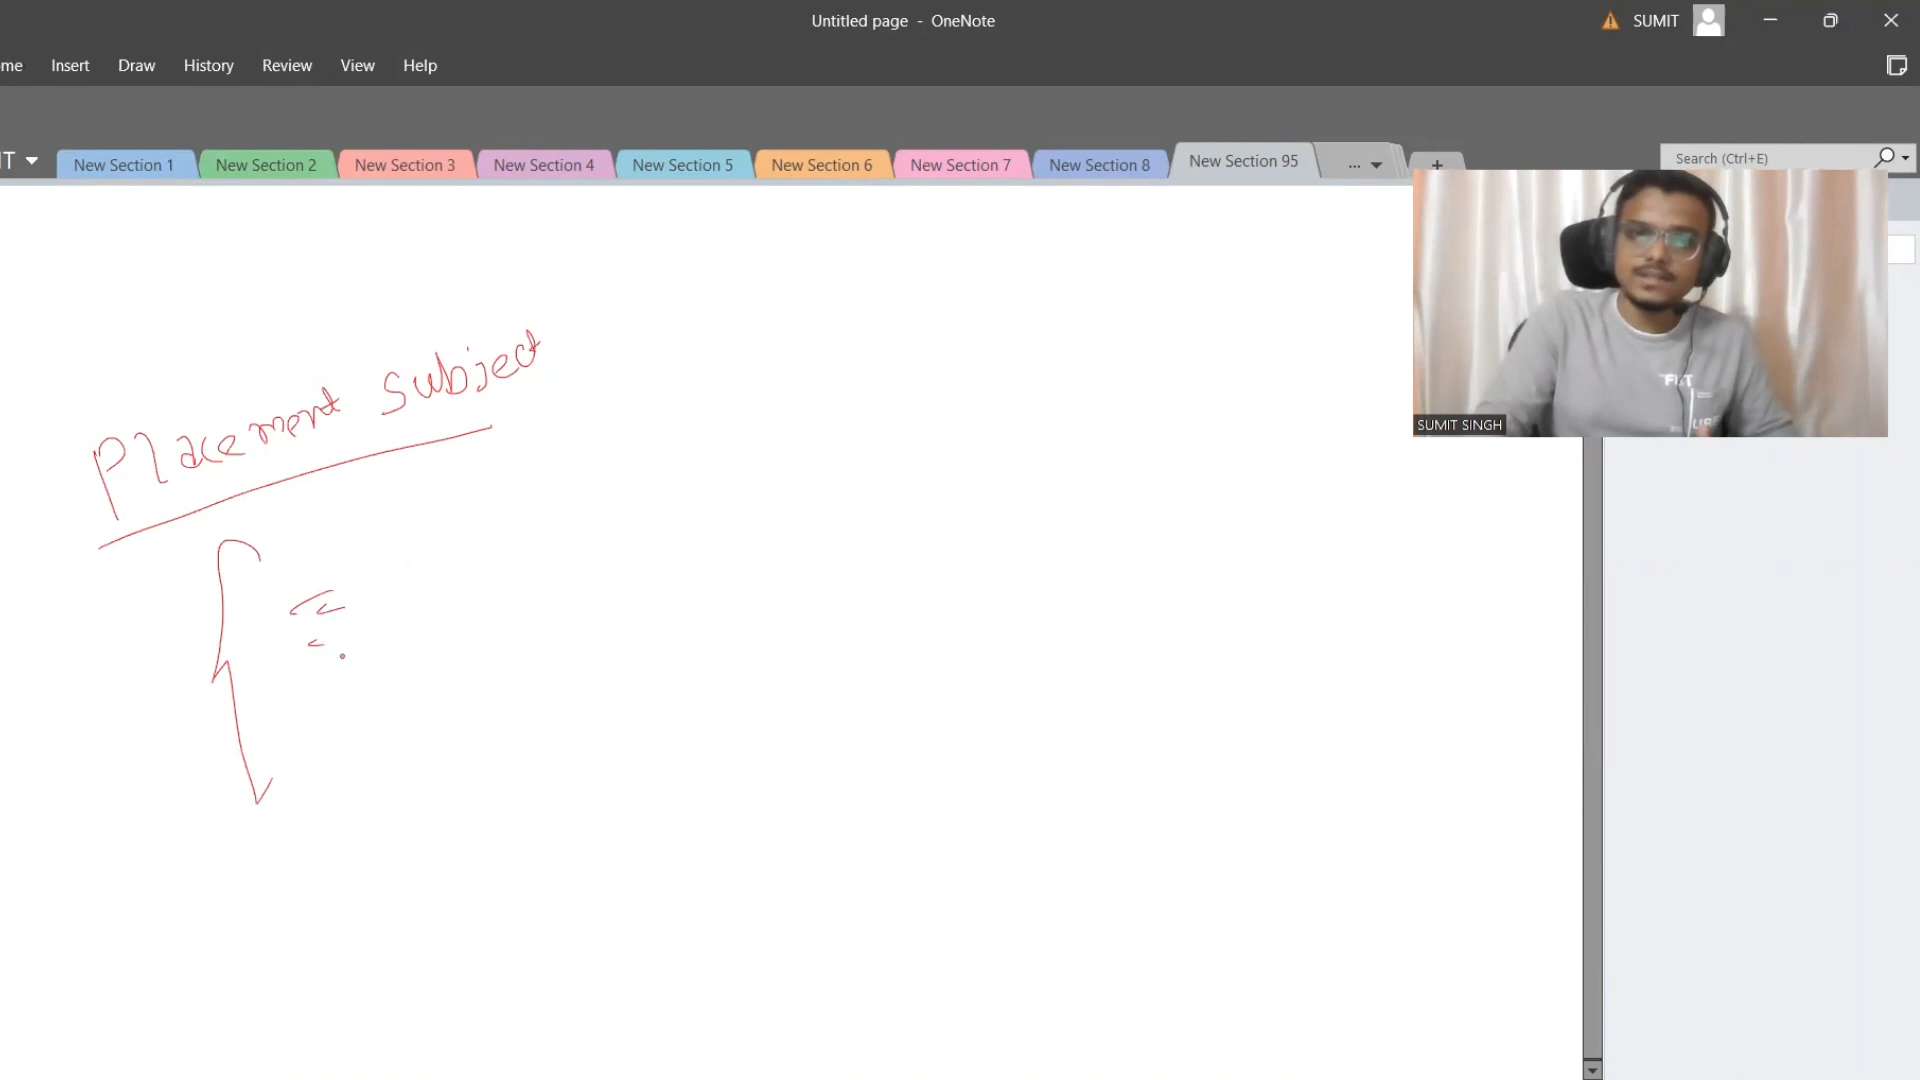 Untitled page - OneNote
SUMIT
me Insert Draw History Review View Help
T New Section 1 New Section 2 New Section 3 New Section 4 New Section 5 New Section 6 New Section 7 New Section 8 New Section 95 ... + Search (Ctrl+E)
Placement Subject
SUMIT SINGH